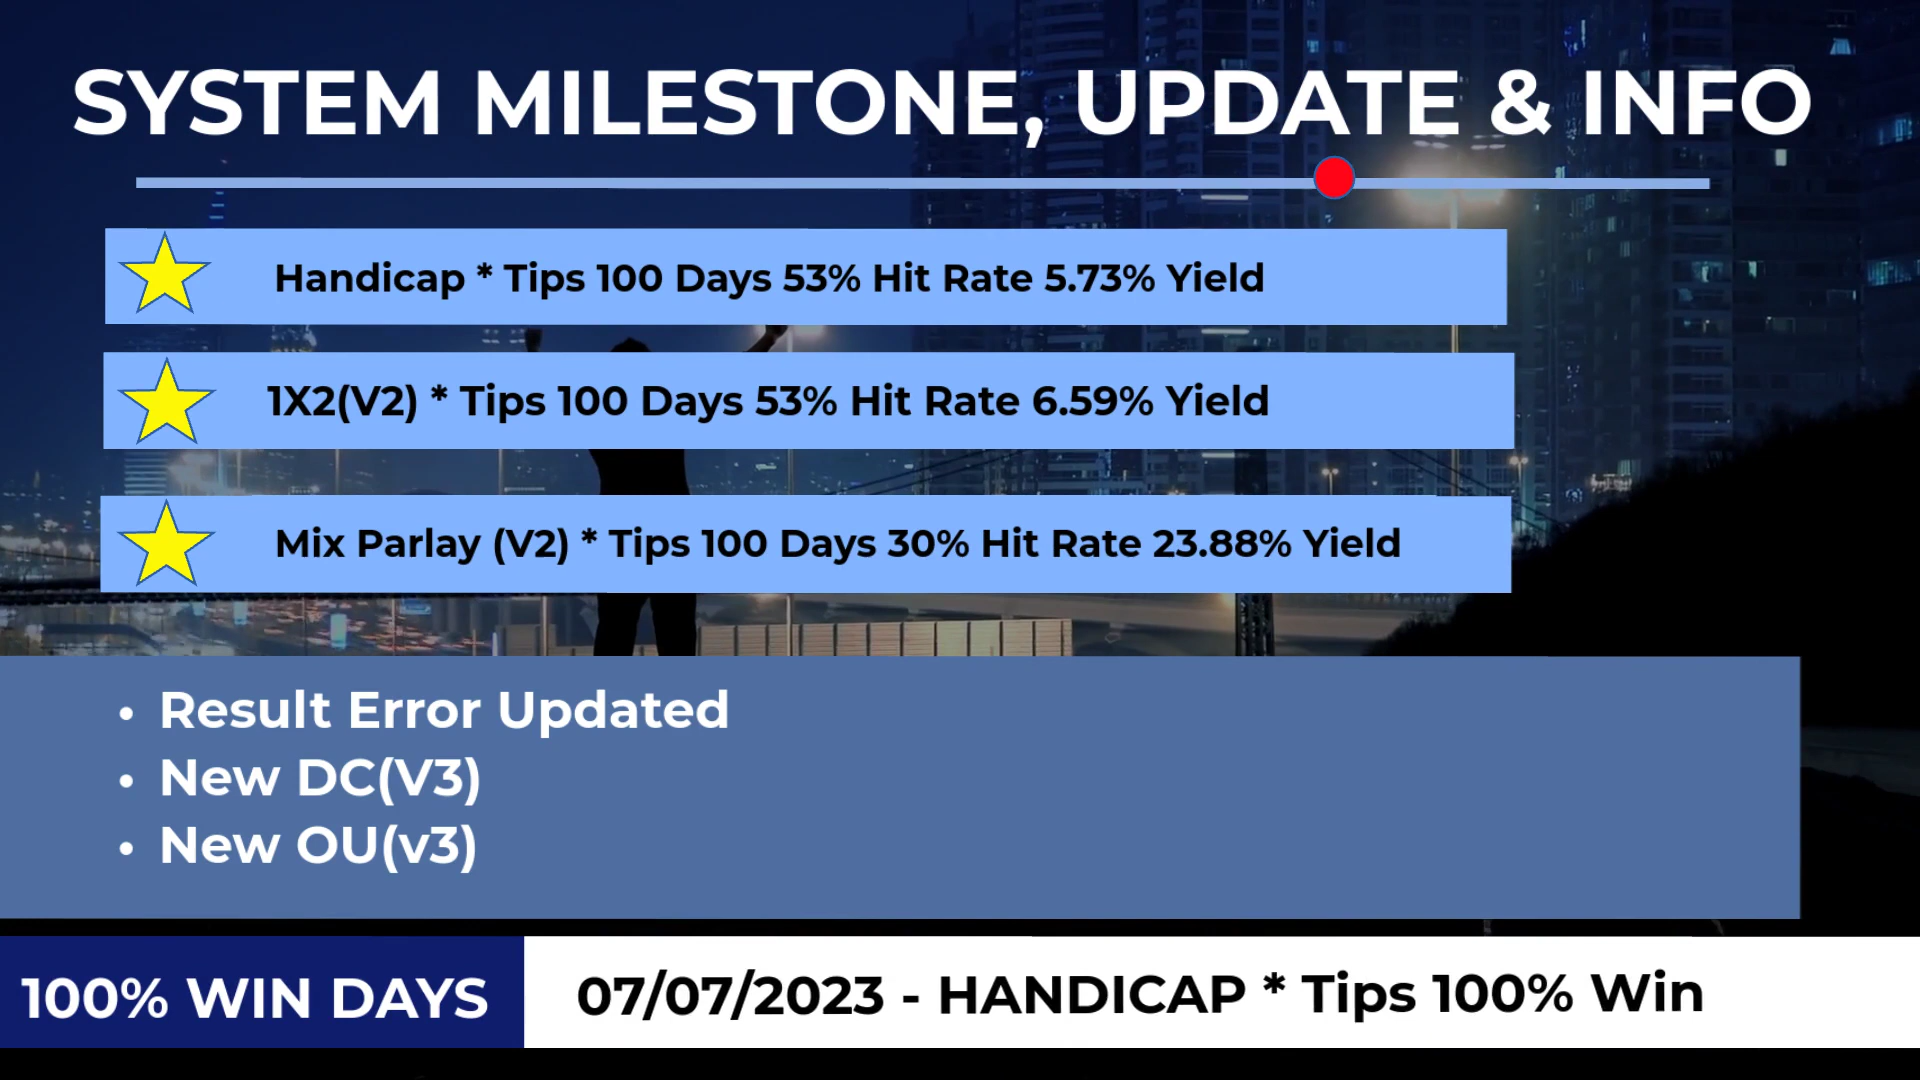 SYSTEM MILESTONE, UPDATE & INFO
Handicap * Tips 100 Days 53% Hit Rate 5.73% Yield
1X2(V2) * Tips 100 Days 53% Hit Rate 6.59% Yield
Mix Parlay (V2) * Tips 100 Days 30% Hit Rate 23.88% Yield
• Result Error Updated
• New DC(V3)
• New OU(v3)
100% WIN DAYS
07/07/2023 - HANDICAP * Tips 100% Win